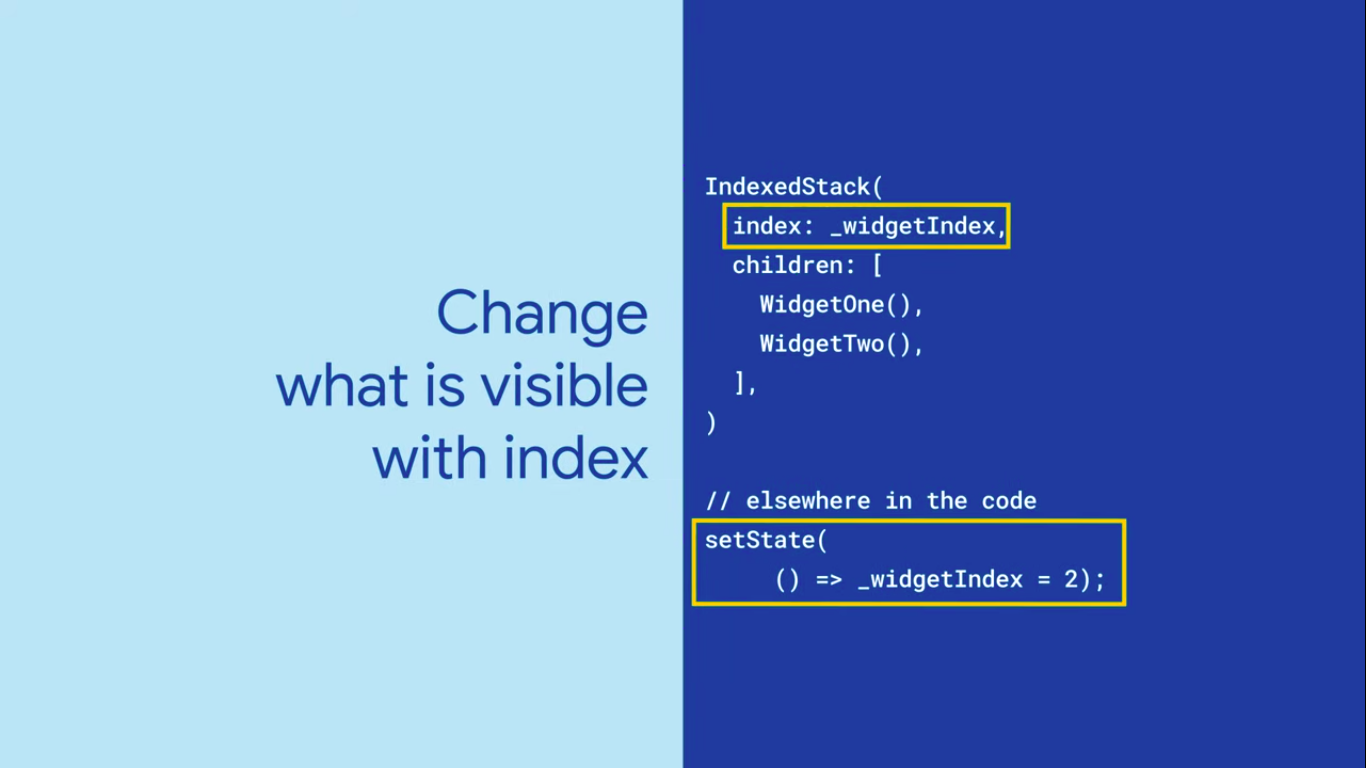 Change
what is visible
with index
IndexedStack(
  index: _widgetIndex,
  children: [
    WidgetOne(),
    WidgetTwo(),
  ],
)
// elsewhere in the code
setState(
     () => _widgetIndex = 2);